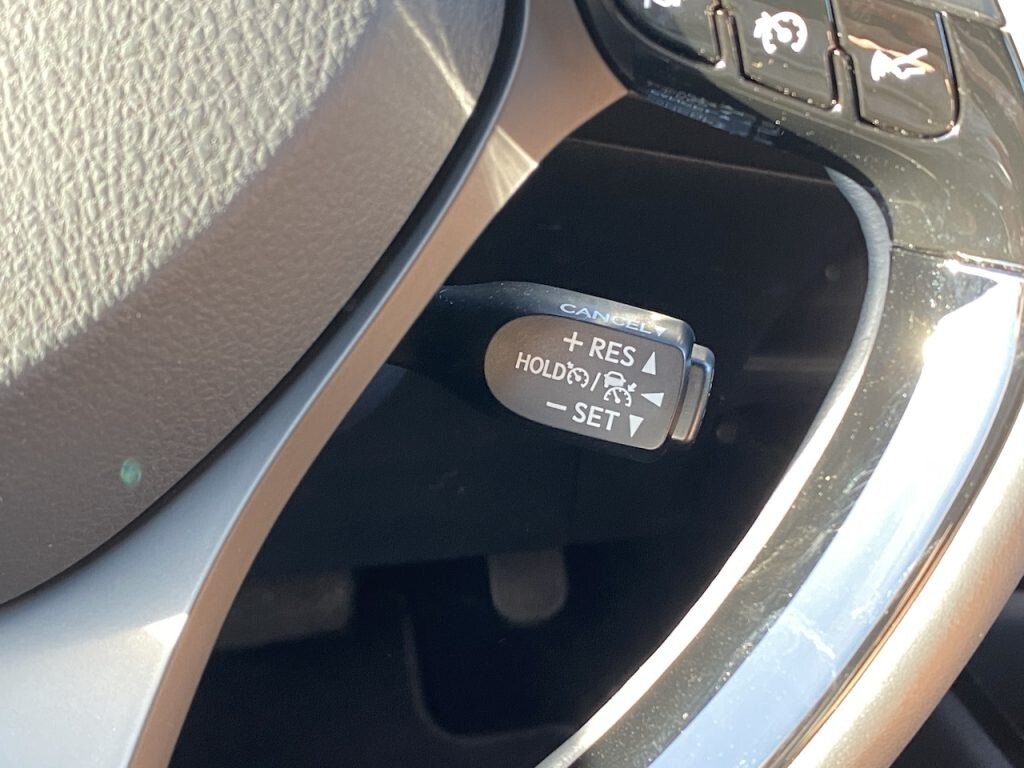 CANCEL
+ RES
HOLD /
− SET